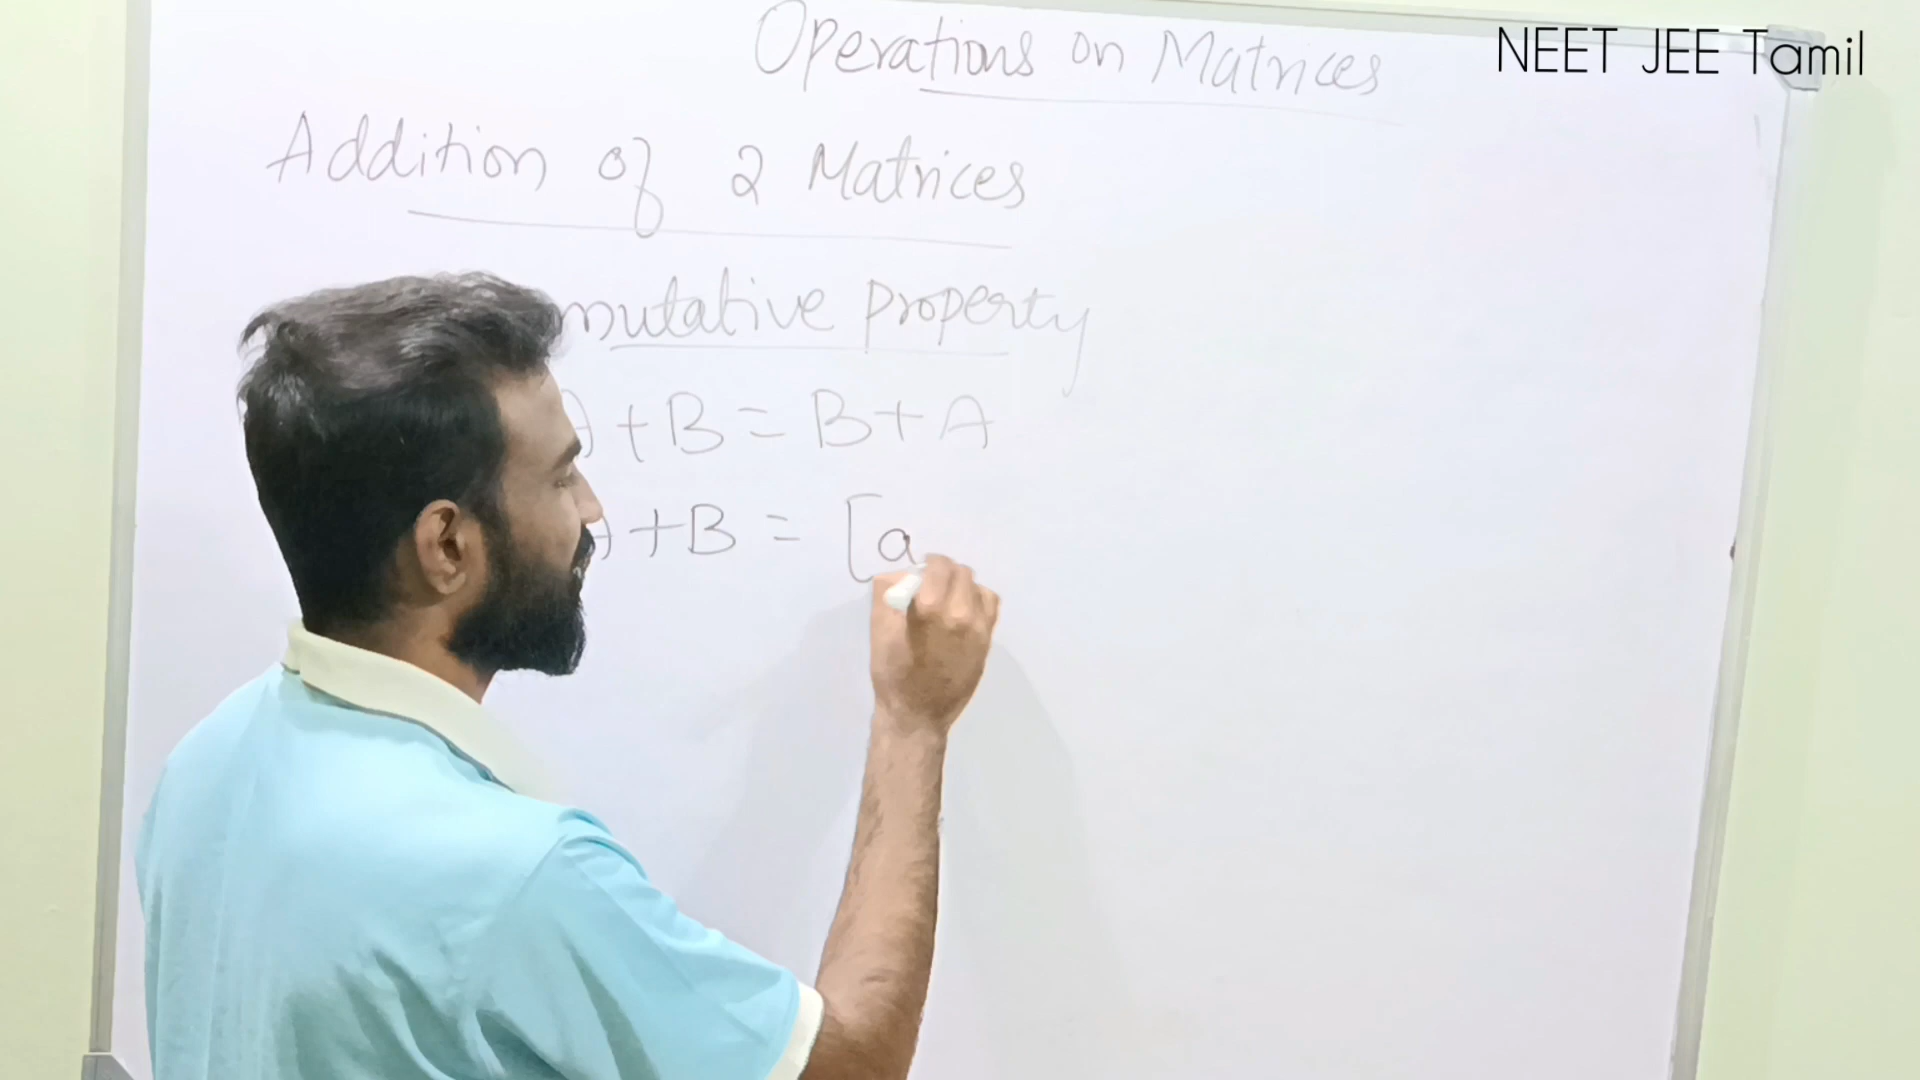 Operations on Matrices
NEET JEE Tamil
Addition of 2 Matrices
mutative property
A+B=B+A
A+B = [a